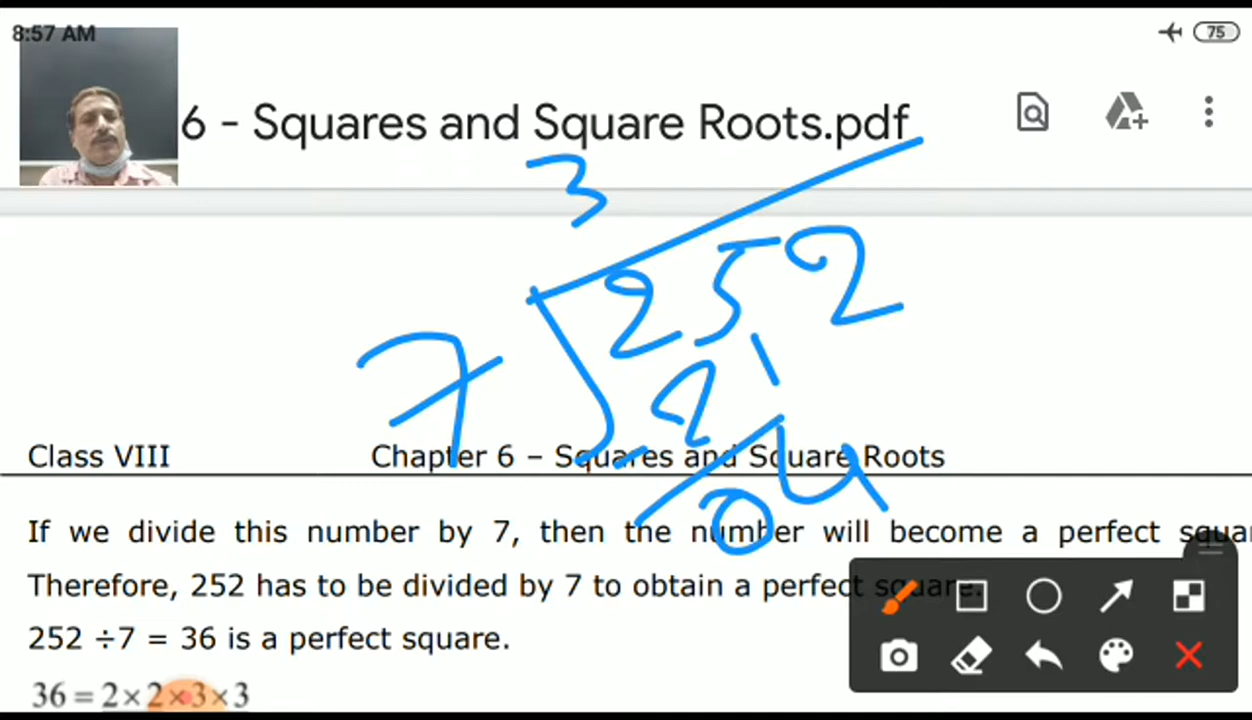 8:57 AM
75
6 - Squares and Square Roots.pdf
3
7 252
- 21
04
Class VIII Chapter 6 – Squares and Square Roots
If we divide this number by 7, then the number will become a perfect squar
Therefore, 252 has to be divided by 7 to obtain a perfect square.
252 ÷7 = 36 is a perfect square.
36 = 2×2×3×3